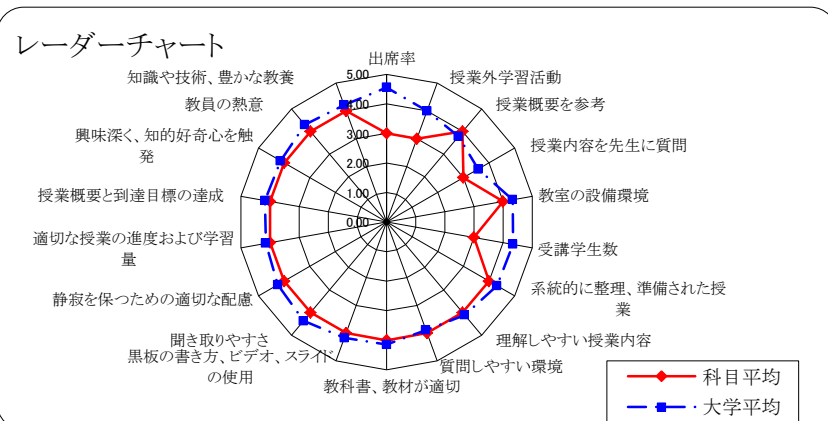 レーダーチャート
出席率
授業外学習活動
授業概要を参考
授業内容を先生に質問
教室の設備環境
受講学生数
系統的に整理、準備された授
業
理解しやすい授業内容
質問しやすい環境
教科書、教材が適切
黒板の書き方、ビデオ、スライド
の使用
聞き取りやすさ
静寂を保つための適切な配慮
適切な授業の進度および学習
量
授業概要と到達目標の達成
興味深く、知的好奇心を触
発
教員の熱意
知識や技術、豊かな教養
5.00
4.00
3.00
2.00
1.00
0.00
科目平均
大学平均